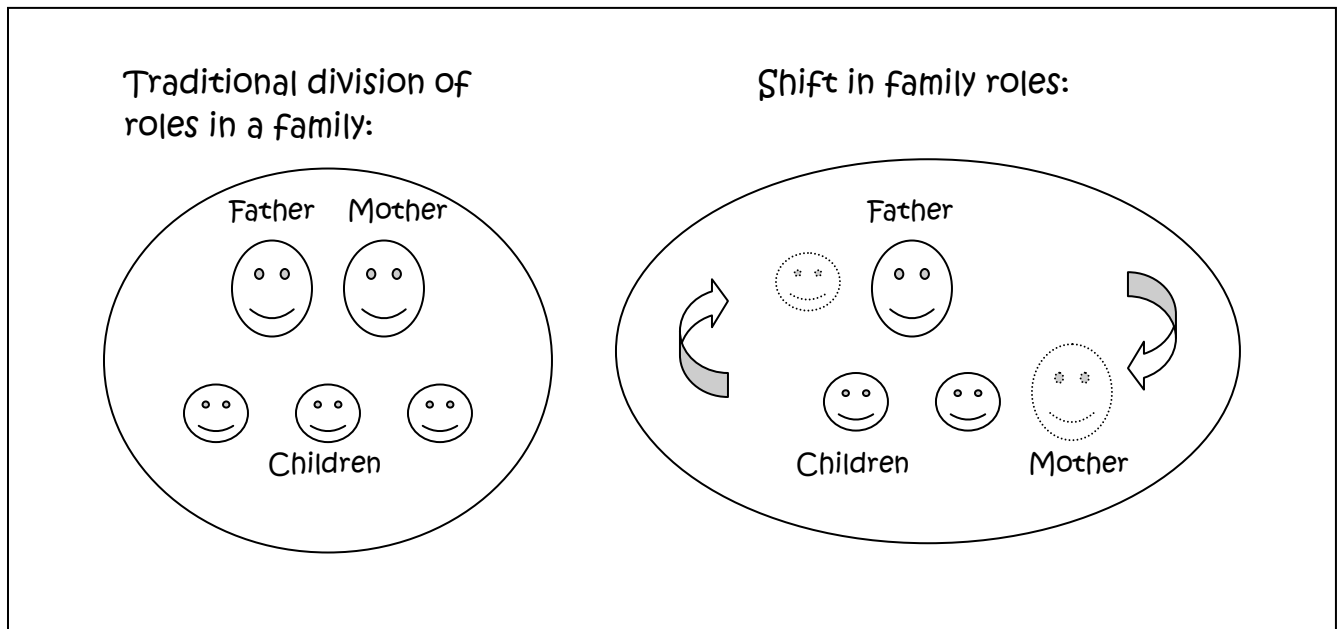 Traditional division of
roles in a family:
Father Mother
Children
Shift in family roles:
Father
Children Mother